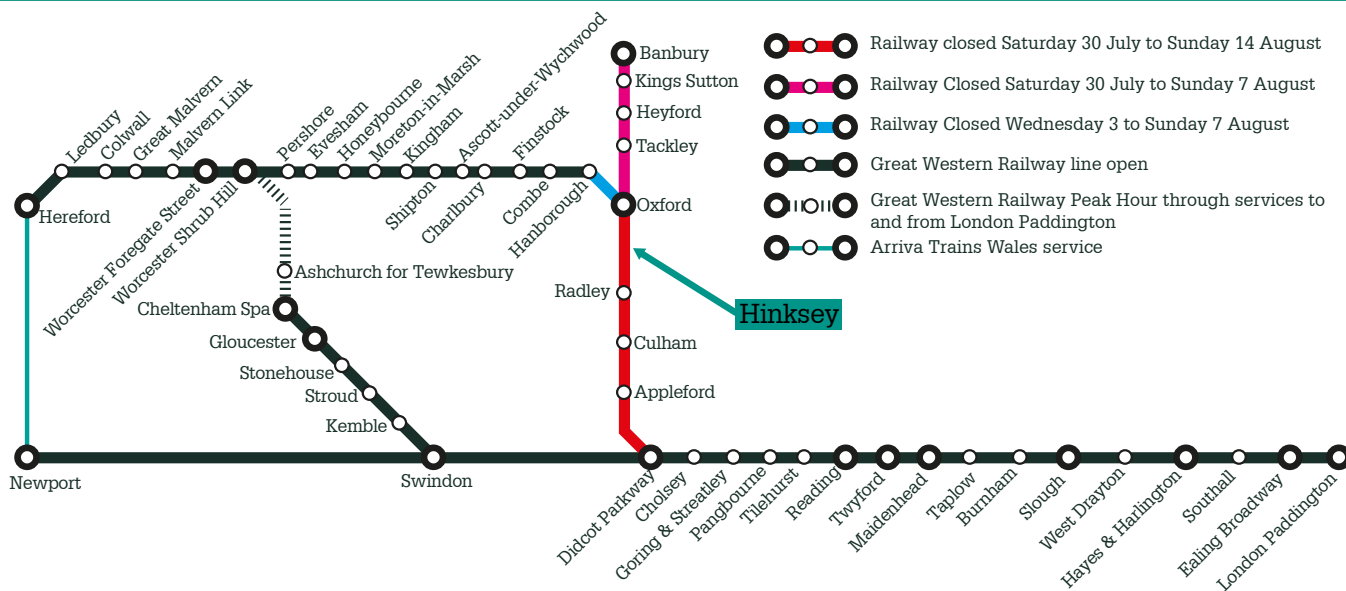 Banbury
Kings Sutton
Heyford
Tackley
Oxford
Railway closed Saturday 30 July to Sunday 14 August
Railway Closed Saturday 30 July to Sunday 7 August
Railway Closed Wednesday 3 to Sunday 7 August
Great Western Railway line open
Great Western Railway Peak Hour through services to
and from London Paddington
Arriva Trains Wales service
Hereford
Ledbury
Colwall
Great Malvern
Malvern Link
Worcester Foregate Street
Worcester Shrub Hill
Pershore
Evesham
Honeybourne
Moreton-in-Marsh
Kingham
Shipton
Ascott-under-Wychwood
Charlbury
Finstock
Combe
Hanborough
Ashchurch for Tewkesbury
Cheltenham Spa
Gloucester
Stonehouse
Stroud
Kemble
Radley
Hinksey
Culham
Appleford
Newport
Swindon
Didcot Parkway
Cholsey
Goring & Streatley
Pangbourne
Tilehurst
Reading
Twyford
Maidenhead
Taplow
Burnham
Slough
West Drayton
Hayes & Harlington
Southall
Ealing Broadway
London Paddington